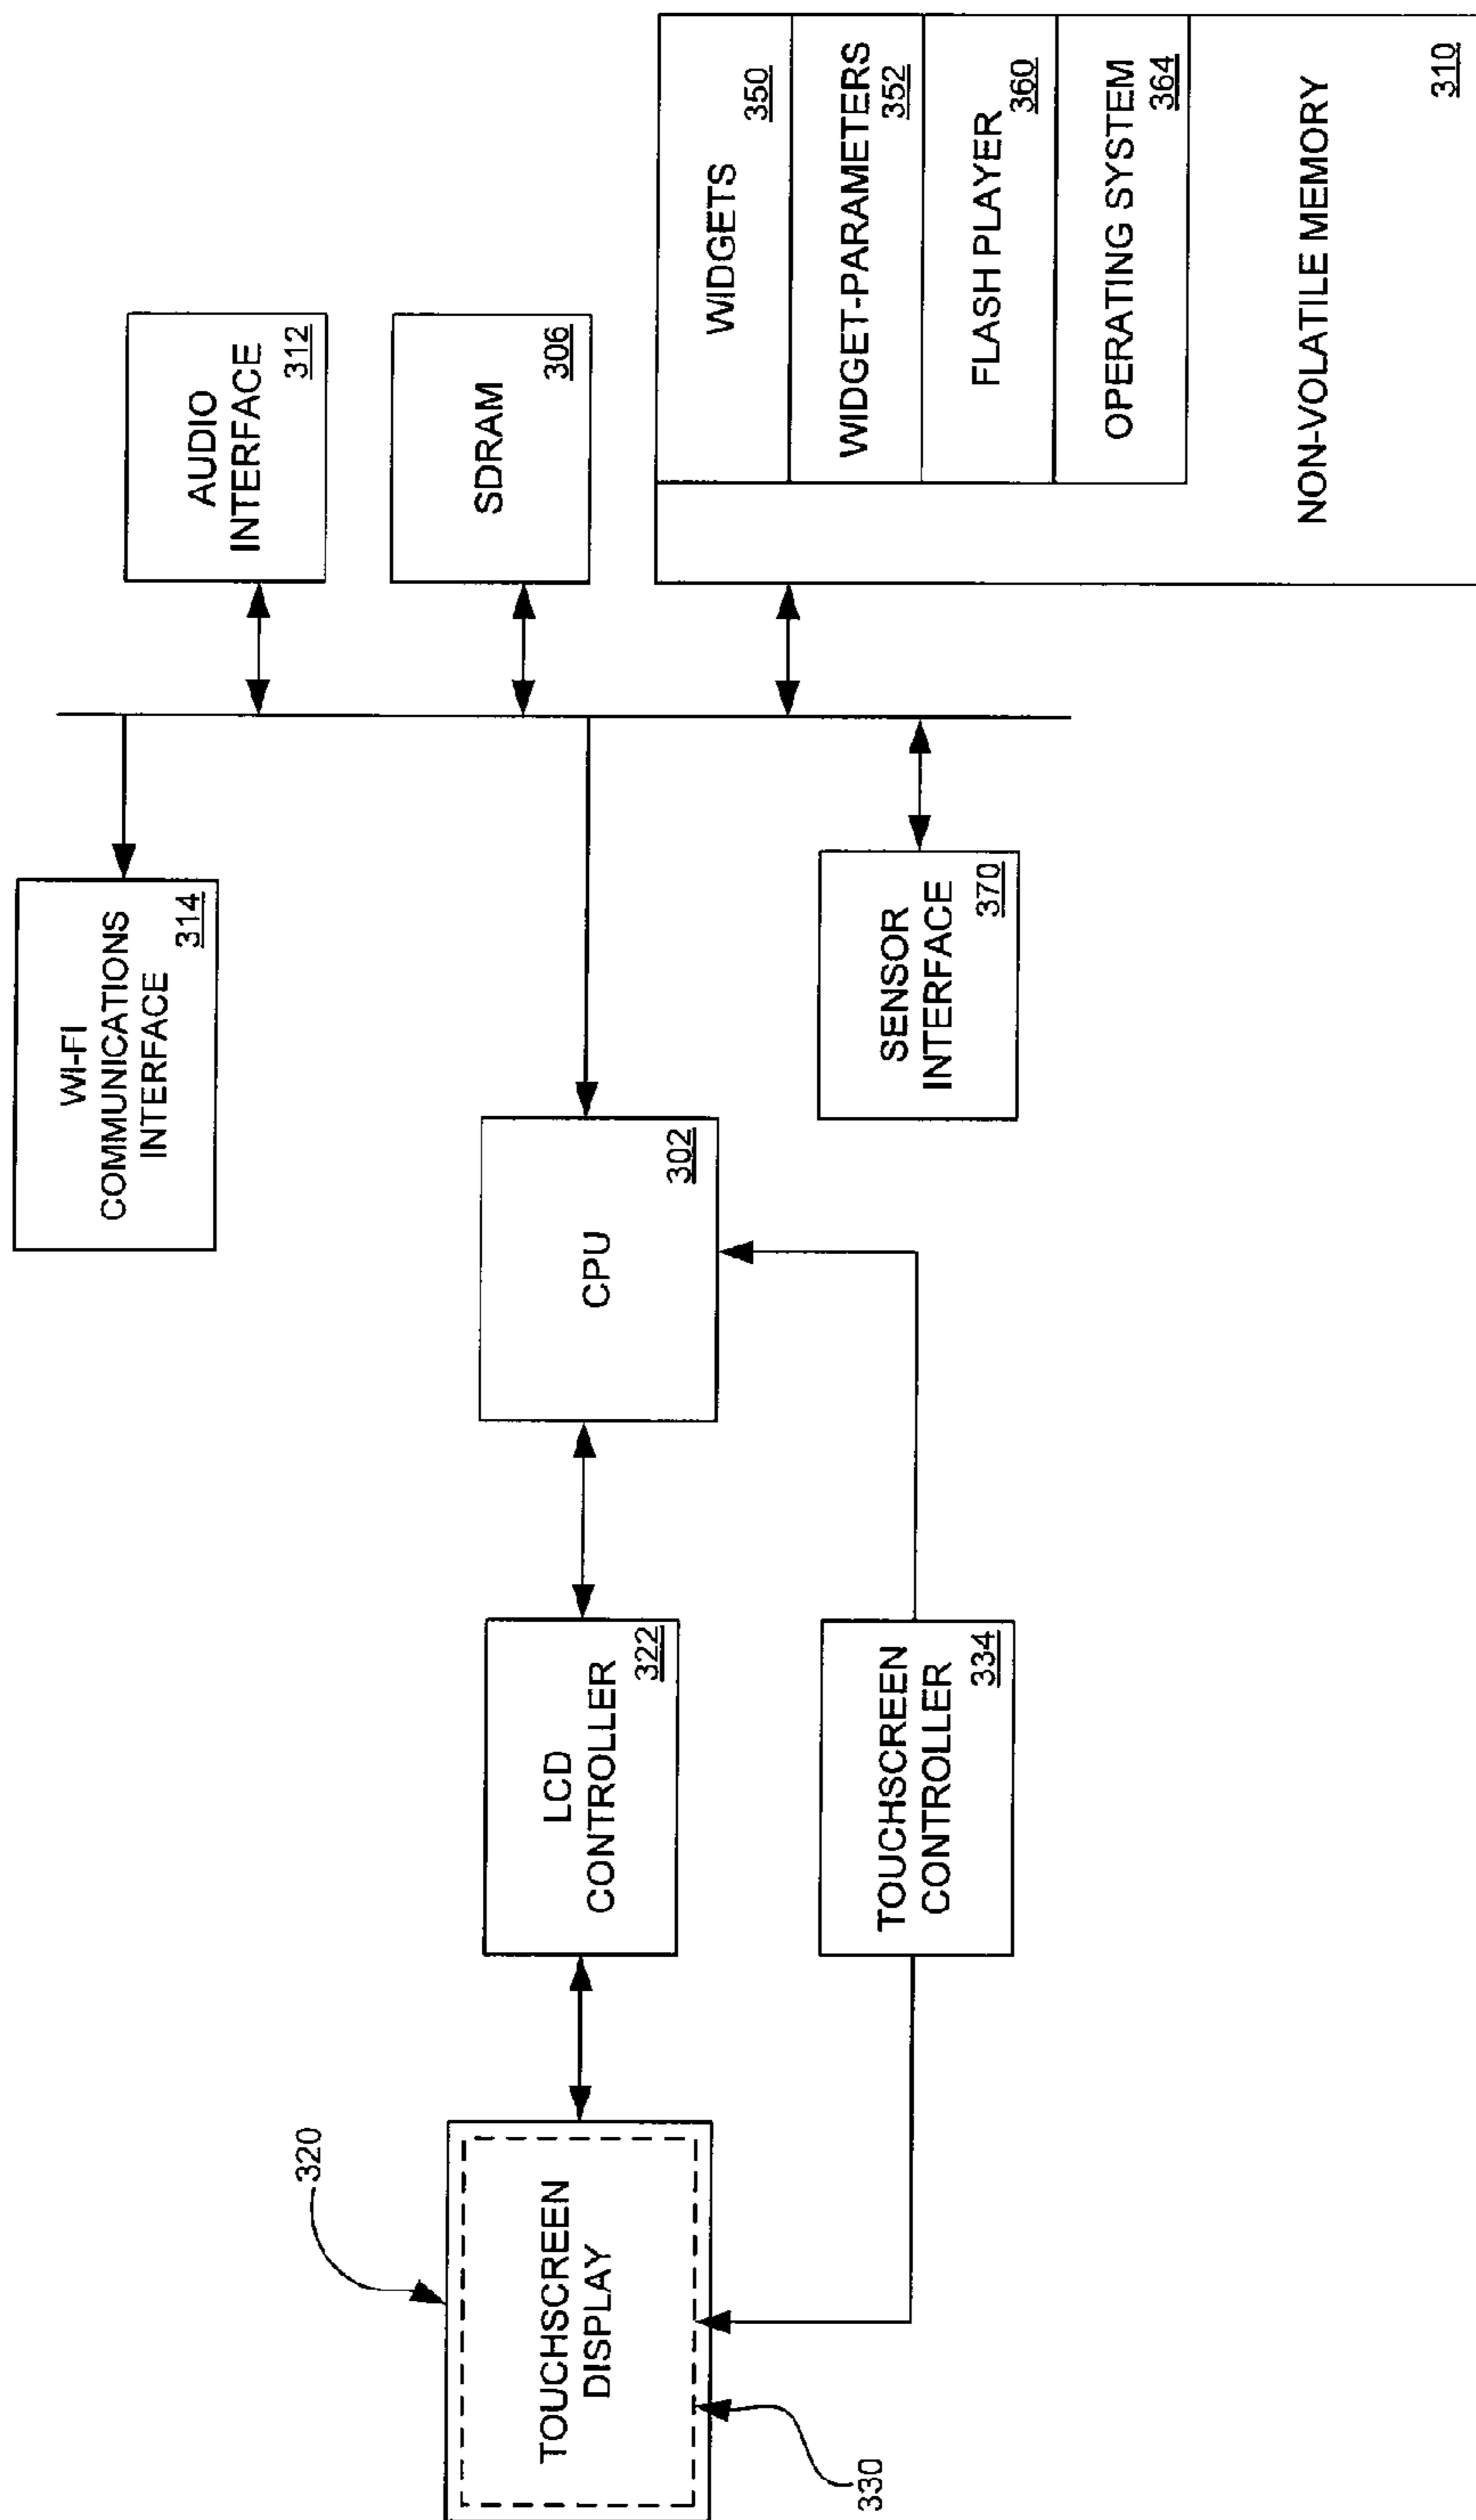 320
TOUCHSCREEN
DISPLAY
330
LCD
CONTROLLER
322
TOUCHSCREEN
CONTROLLER
334
CPU
302
WI-FI
COMMUNICATIONS
INTERFACE
314
SENSOR
INTERFACE
370
AUDIO
INTERFACE
312
SDRAM
306
WIDGETS
350
WIDGET-PARAMETERS
352
FLASH PLAYER
360
OPERATING SYSTEM
364
NON-VOLATILE MEMORY
310